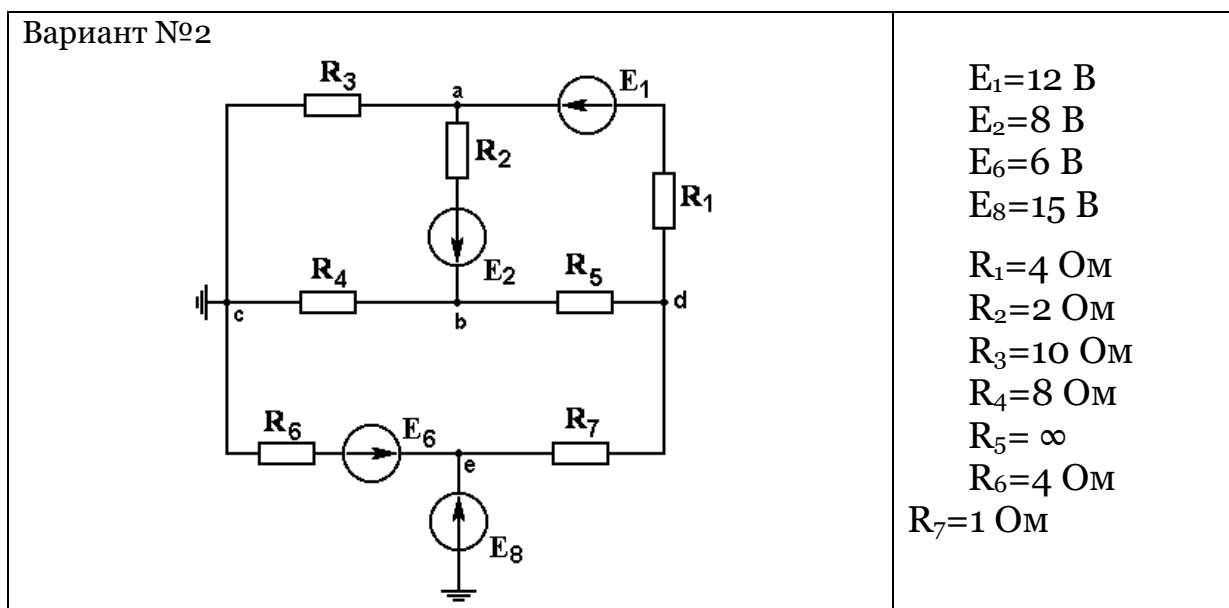 Вариант №2
R3
a
E1
R2
R1
E2
R4
R5
c
b
d
R6
E6
R7
e
E8
E1=12 В
E2=8 В
E6=6 В
E8=15 В
R1=4 Ом
R2=2 Ом
R3=10 Ом
R4=8 Ом
R5= ∞
R6=4 Ом
R7=1 Ом